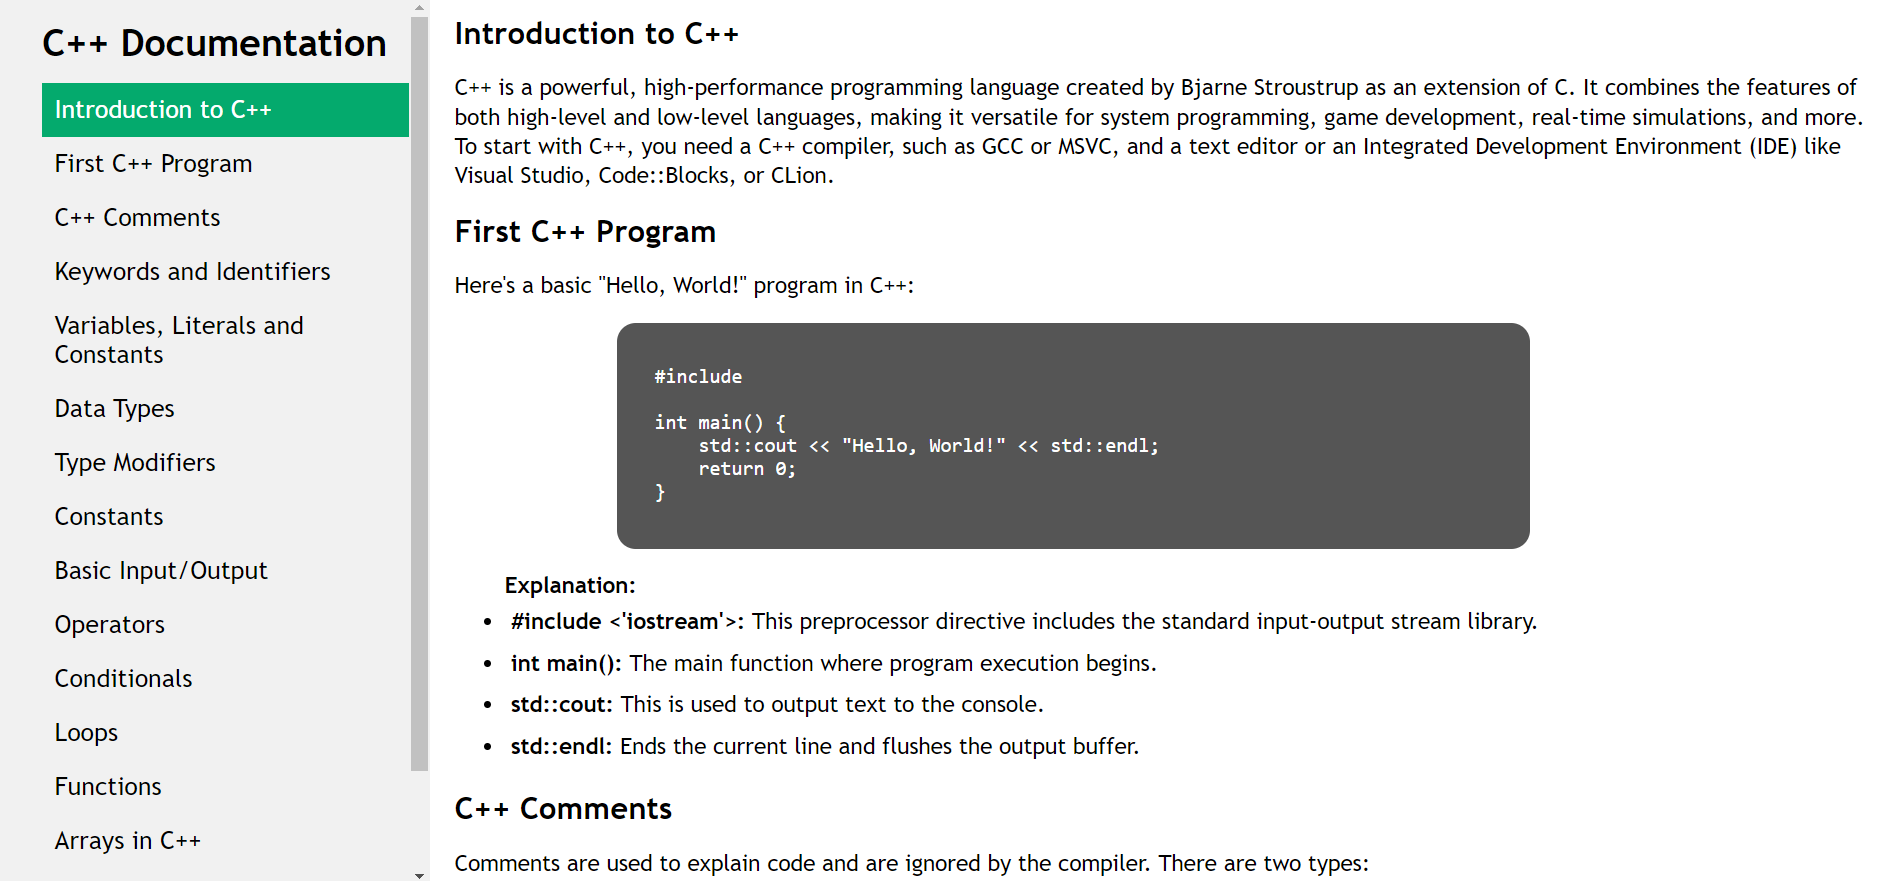 C++ Documentation
Introduction to C++
First C++ Program
C++ Comments
Keywords and Identifiers
Variables, Literals and
Constants
Data Types
Type Modifiers
Constants
Basic Input/Output
Operators
Conditionals
Loops
Functions
Arrays in C++
Introduction to C++
C++ is a powerful, high-performance programming language created by Bjarne Stroustrup as an extension of C. It combines the features of
both high-level and low-level languages, making it versatile for system programming, game development, real-time simulations, and more.
To start with C++, you need a C++ compiler, such as GCC or MSVC, and a text editor or an Integrated Development Environment (IDE) like
Visual Studio, Code::Blocks, or CLion.
First C++ Program
Here's a basic "Hello, World!" program in C++:
#include
int main() {
    std::cout << "Hello, World!" << std::endl;
    return 0;
}
Explanation:
• #include <'iostream'>: This preprocessor directive includes the standard input-output stream library.
• int main(): The main function where program execution begins.
• std::cout: This is used to output text to the console.
• std::endl: Ends the current line and flushes the output buffer.
C++ Comments
Comments are used to explain code and are ignored by the compiler. There are two types: